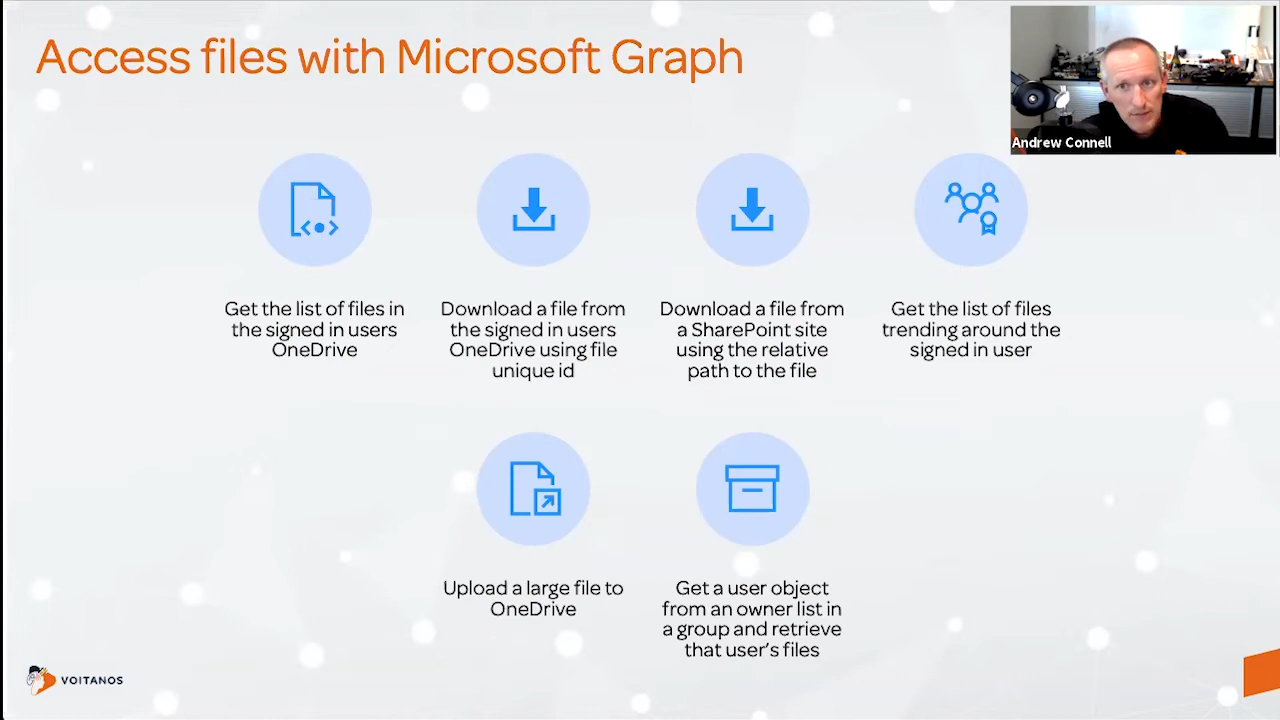 Access files with Microsoft Graph
Andrew Connell
Get the list of files in
the signed in users
OneDrive
Download a file from
the signed in users
OneDrive using file
unique id
Download a file from
a SharePoint site
using the relative
path to the file
Get the list of files
trending around the
signed in user
Upload a large file to
OneDrive
Get a user object
from an owner list in
a group and retrieve
that user's files
VOITANOS